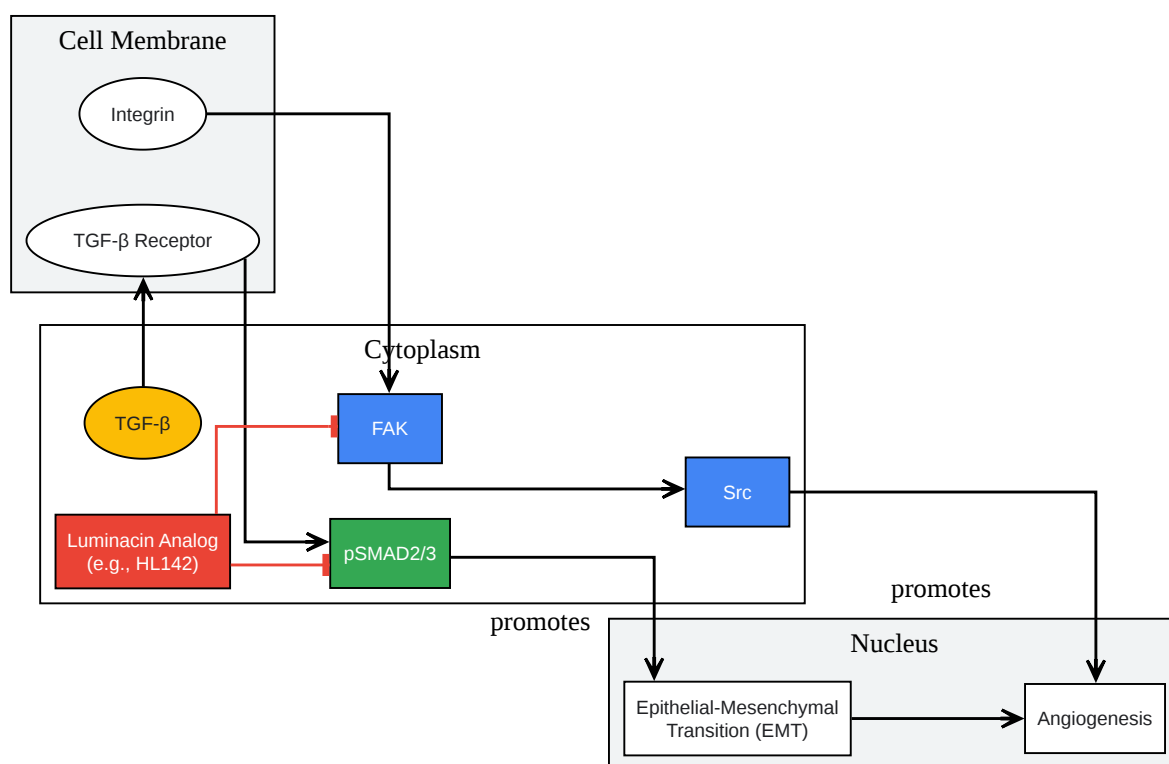 Cell Membrane
Integrin
TGF-β Receptor
Cytoplasm
TGF-β
FAK
Src
Luminacin Analog
(e.g., HL142)
pSMAD2/3
promotes
promotes
Nucleus
Epithelial-Mesenchymal
Transition (EMT)
Angiogenesis